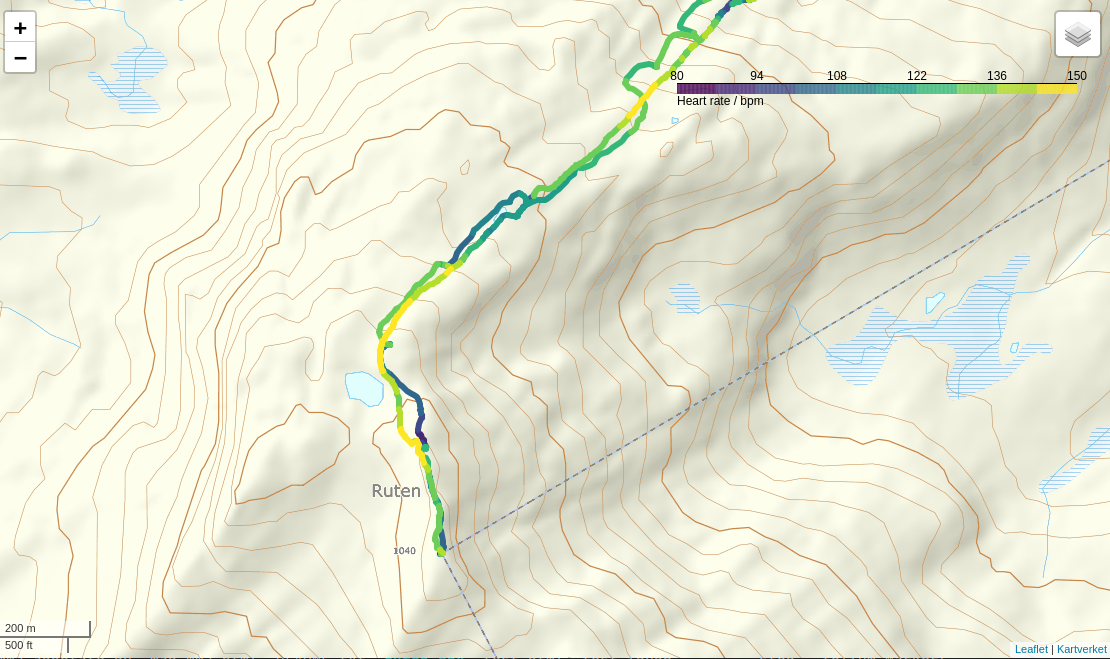 +
−
80 94 108 122 136 150
Heart rate / bpm
Ruten
1040
200 m
500 ft
Leaflet | Kartverket